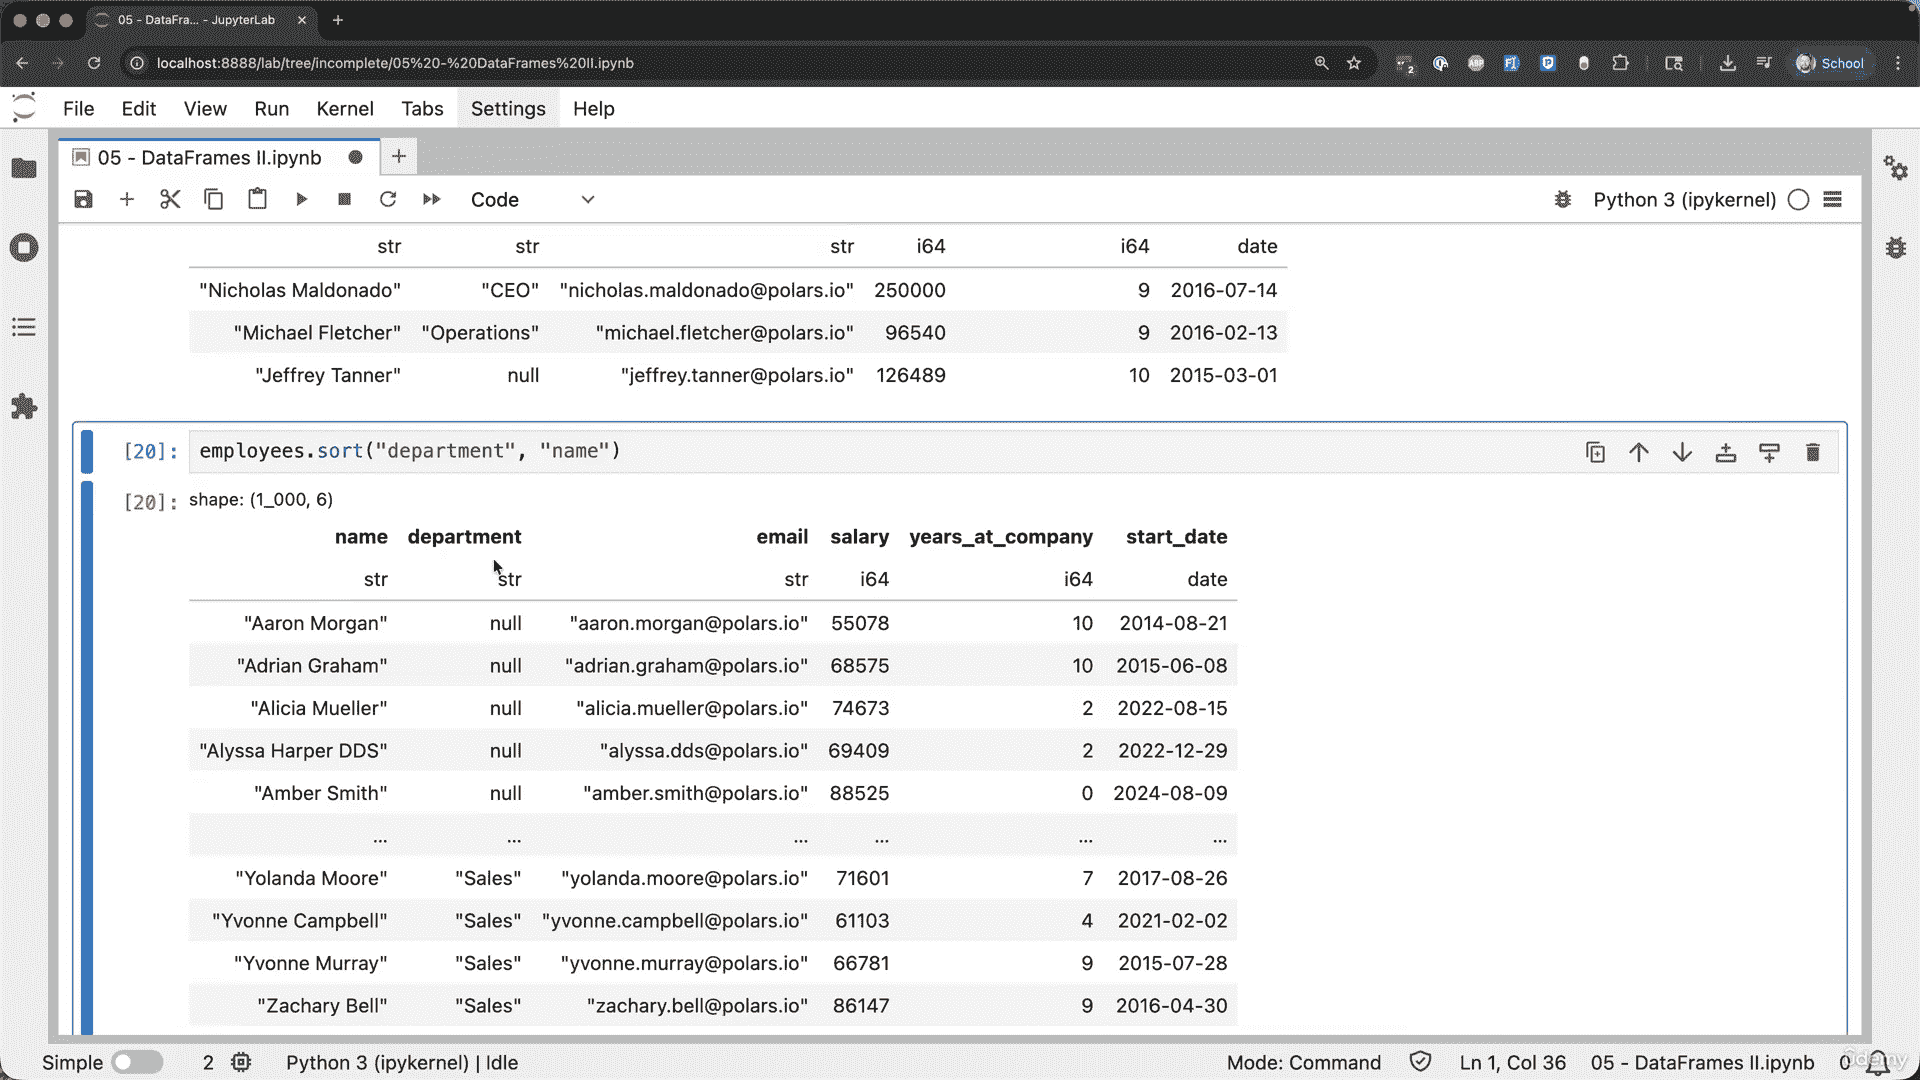 05 - DataFra... - JupyterLab
localhost:8888/lab/tree/incomplete/05%20-%20DataFrames%20II.ipynb
2
ABP
School
File Edit View Run Kernel Tabs Settings Help
05 - DataFrames II.ipynb
Code
Python 3 (ipykernel)
str str str i64 i64 date
"Nicholas Maldonado" "CEO" "nicholas.maldonado@polars.io" 250000 9 2016-07-14
"Michael Fletcher" "Operations" "michael.fletcher@polars.io" 96540 9 2016-02-13
"Jeffrey Tanner" null "jeffrey.tanner@polars.io" 126489 10 2015-03-01
[20]: employees.sort("department", "name")
[20]: shape: (1_000, 6)
name department email salary years_at_company start_date
str str str i64 i64 date
"Aaron Morgan" null "aaron.morgan@polars.io" 55078 10 2014-08-21
"Adrian Graham" null "adrian.graham@polars.io" 68575 10 2015-06-08
"Alicia Mueller" null "alicia.mueller@polars.io" 74673 2 2022-08-15
"Alyssa Harper DDS" null "alyssa.dds@polars.io" 69409 2 2022-12-29
"Amber Smith" null "amber.smith@polars.io" 88525 0 2024-08-09
... ... ... ... ... ...
"Yolanda Moore" "Sales" "yolanda.moore@polars.io" 71601 7 2017-08-26
"Yvonne Campbell" "Sales" "yvonne.campbell@polars.io" 61103 4 2021-02-02
"Yvonne Murray" "Sales" "yvonne.murray@polars.io" 66781 9 2015-07-28
"Zachary Bell" "Sales" "zachary.bell@polars.io" 86147 9 2016-04-30
Simple 2 Python 3 (ipykernel) | Idle Mode: Command Ln 1, Col 36 05 - DataFrames II.ipynb 0
Udemy